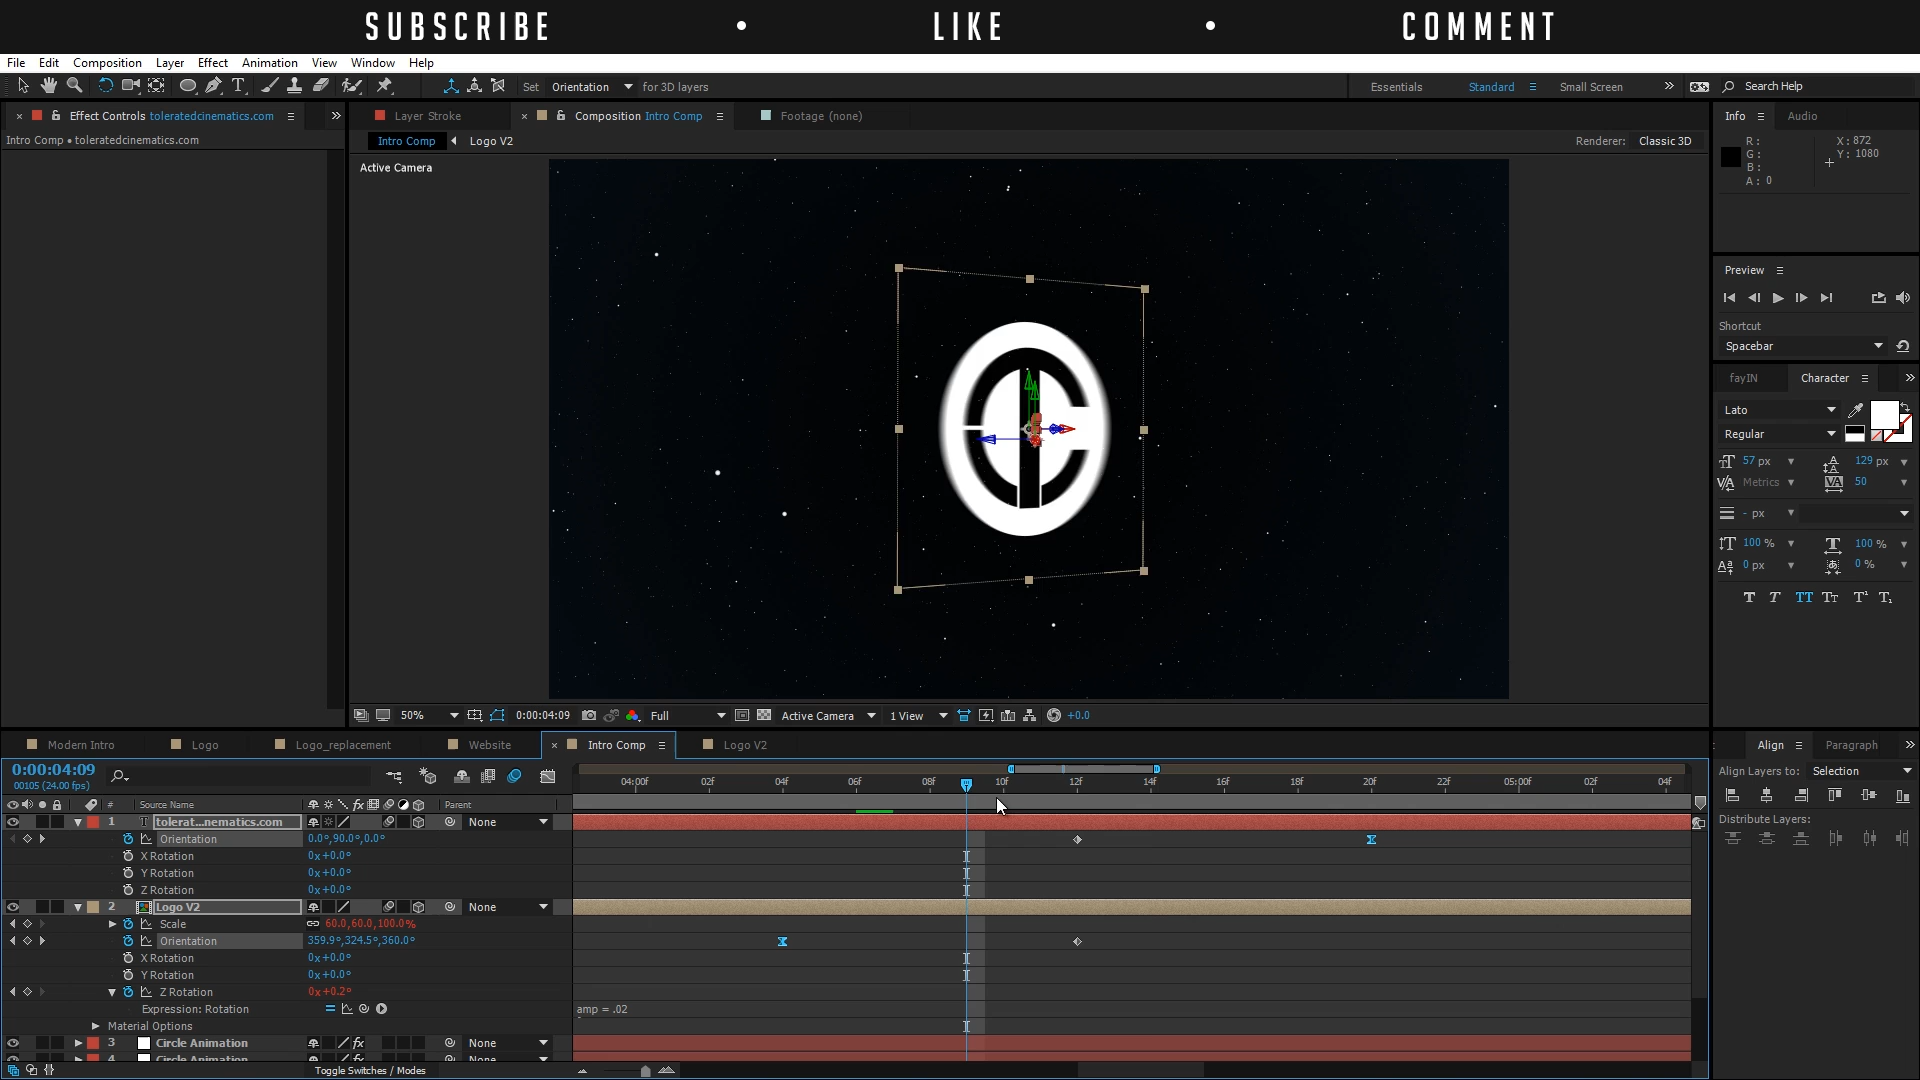 SUBSCRIBE • LIKE • COMMENT
File Edit Composition Layer Effect Animation View Window Help
Set Orientation for 3D layers Essentials Standard Small Screen Search Help
Effect Controls toleratedcinematics.com
Layer Stroke Composition Intro Comp Footage (none)
Info Audio
Intro Comp • toleratedcinematics.com
Intro Comp Logo V2 Renderer: Classic 3D
R: X: 872
G: Y: 1080
B:
A: 0
Active Camera
Preview
Shortcut
Spacebar
fayIN Character
Lato
Regular
57 px 129 px
Metrics 50
- px
100 % 100 %
0 px 0 %
T T TT Tt T¹ T₁
50% 0:00:04:09 Full Active Camera 1 View +0.0
Modern Intro Logo Logo_replacement Website Intro Comp Logo V2
Align Paragraph
0:00:04:09
00105 (24.00 fps)
04:00f 02f 04f 06f 08f 10f 12f 14f 16f 18f 20f 22f 05:00f 02f 04f
Align Layers to: Selection
# Source Name Parent
Distribute Layers:
1 T tolerat...nematics.com None
Orientation 0.0°,90.0°,0.0°
X Rotation 0x+0.0°
Y Rotation 0x+0.0°
Z Rotation 0x+0.0°
2 Logo V2 None
Scale 60.0,60.0,100.0%
Orientation 359.9°,324.5°,360.0°
X Rotation 0x+0.0°
Y Rotation 0x+0.0°
Z Rotation 0x+0.2°
Expression: Rotation amp = .02
Material Options
3 Circle Animation fx None
4 Circle Animation fx None
Toggle Switches / Modes